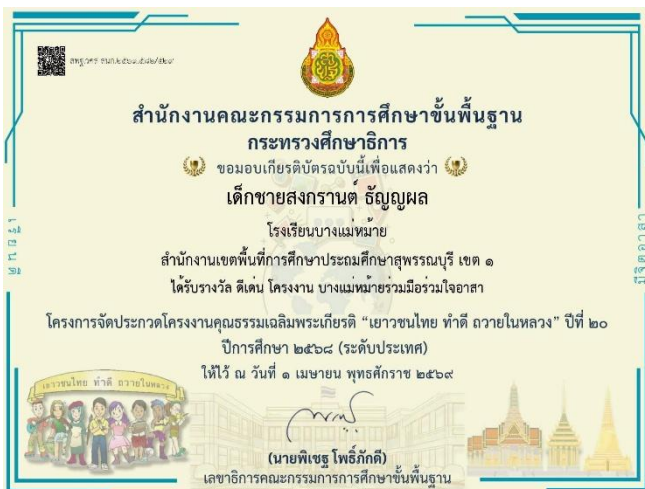 สำนักงานคณะกรรมการการศึกษาขั้นพื้นฐาน
กระทรวงศึกษาธิการ
ขอมอบเกียรติบัตรฉบับนี้เพื่อแสดงว่า
เด็กชายสงกรานต์ ธัญญผล
โรงเรียนบางแม่หม้าย
สำนักงานเขตพื้นที่การศึกษาประถมศึกษาสุพรรณบุรี เขต ๑
ได้รับรางวัล ดีเด่น โครงงาน บางแม่หม้ายร่วมมือร่วมใจอาสา
โครงการจัดประกวดโครงงานคุณธรรมเฉลิมพระเกียรติ “เยาวชนไทย ทำดี ถวายในหลวง” ปีที่ ๒๐
ปีการศึกษา ๒๕๖๘ (ระดับประเทศ)
ให้ไว้ ณ วันที่ ๑ เมษายน พุทธศักราช ๒๕๖๙
เรียนดี
มีจิตอาสา
เยาวชนไทย ทำดี ถวายในหลวง
(นายพิเชฐ โพธิ์ภักดี)
เลขาธิการคณะกรรมการการศึกษาขั้นพื้นฐาน